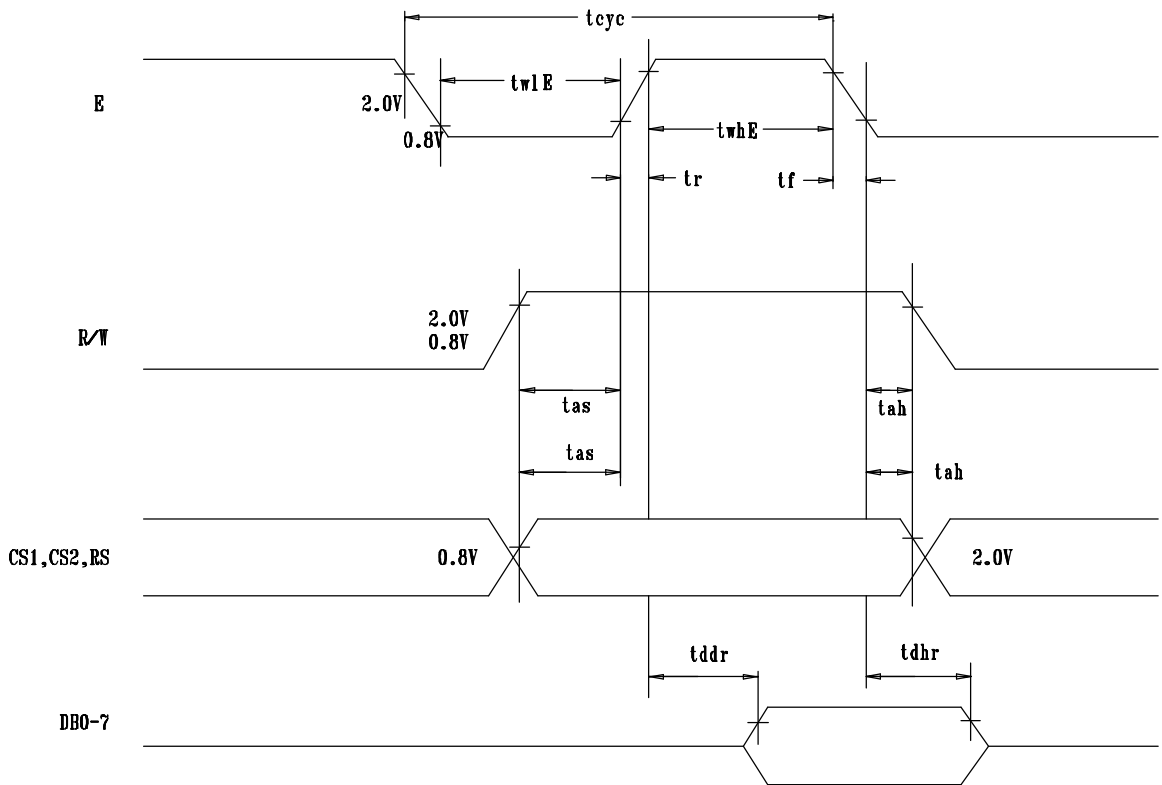 tcyc
twlE
E
2.0V
0.8V
twhE
tr
tf
2.0V
R/W
0.8V
tas
tah
tas
tah
CS1,CS2,RS
0.8V
2.0V
tddr
tdhr
DB0-7